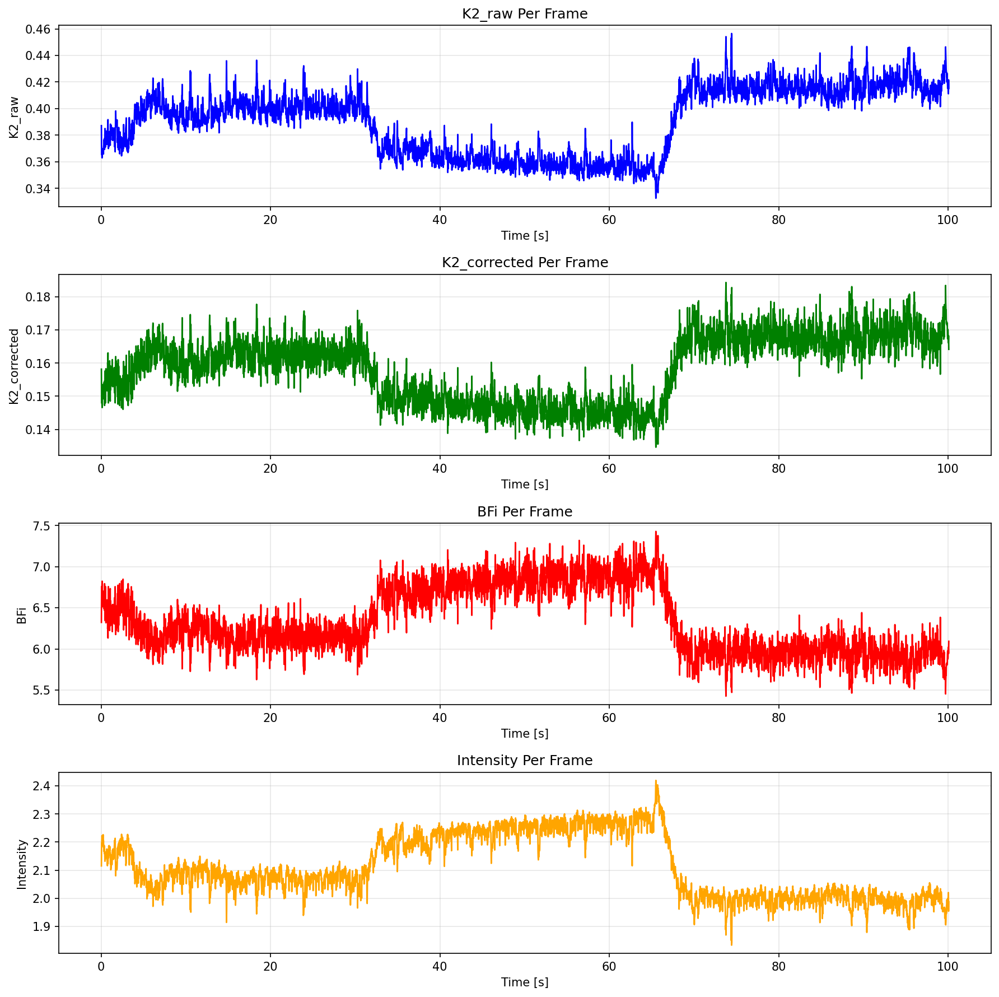 K2_raw Per Frame
0.46
0.44
0.42
0.40
0.38
0.36
0.34
K2_raw
0 20 40 60 80 100
Time [s]
K2_corrected Per Frame
0.18
0.17
0.16
0.15
0.14
K2_corrected
0 20 40 60 80 100
Time [s]
BFi Per Frame
7.5
7.0
6.5
6.0
5.5
BFi
0 20 40 60 80 100
Time [s]
Intensity Per Frame
2.4
2.3
2.2
2.1
2.0
1.9
Intensity
0 20 40 60 80 100
Time [s]